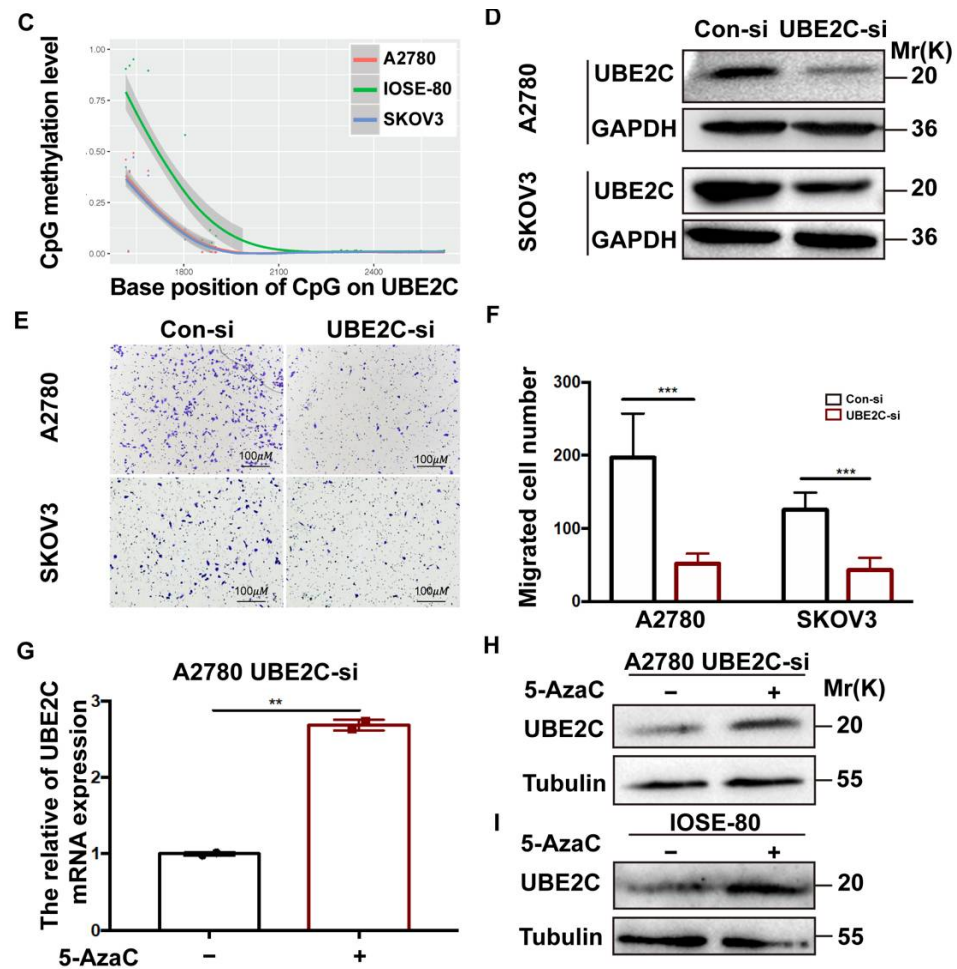 C
CpG methylation level
1.00
0.75
0.50
0.25
0.00
A2780
IOSE-80
SKOV3
1800 2100 2400
Base position of CpG on UBE2C
D
Con-si UBE2C-si
Mr(K)
A2780
UBE2C 20
GAPDH 36
SKOV3
UBE2C 20
GAPDH 36
E
Con-si UBE2C-si
A2780
100μM 100μM
SKOV3
100μM 100μM
F
Migrated cell number
300
200
100
0
*** ***
Con-si
UBE2C-si
A2780 SKOV3
G
A2780 UBE2C-si
The relative of UBE2C
mRNA expression
3
2
1
0
**
5-AzaC – +
H
A2780 UBE2C-si
5-AzaC – + Mr(K)
UBE2C 20
Tubulin 55
I
IOSE-80
5-AzaC – +
UBE2C 20
Tubulin 55